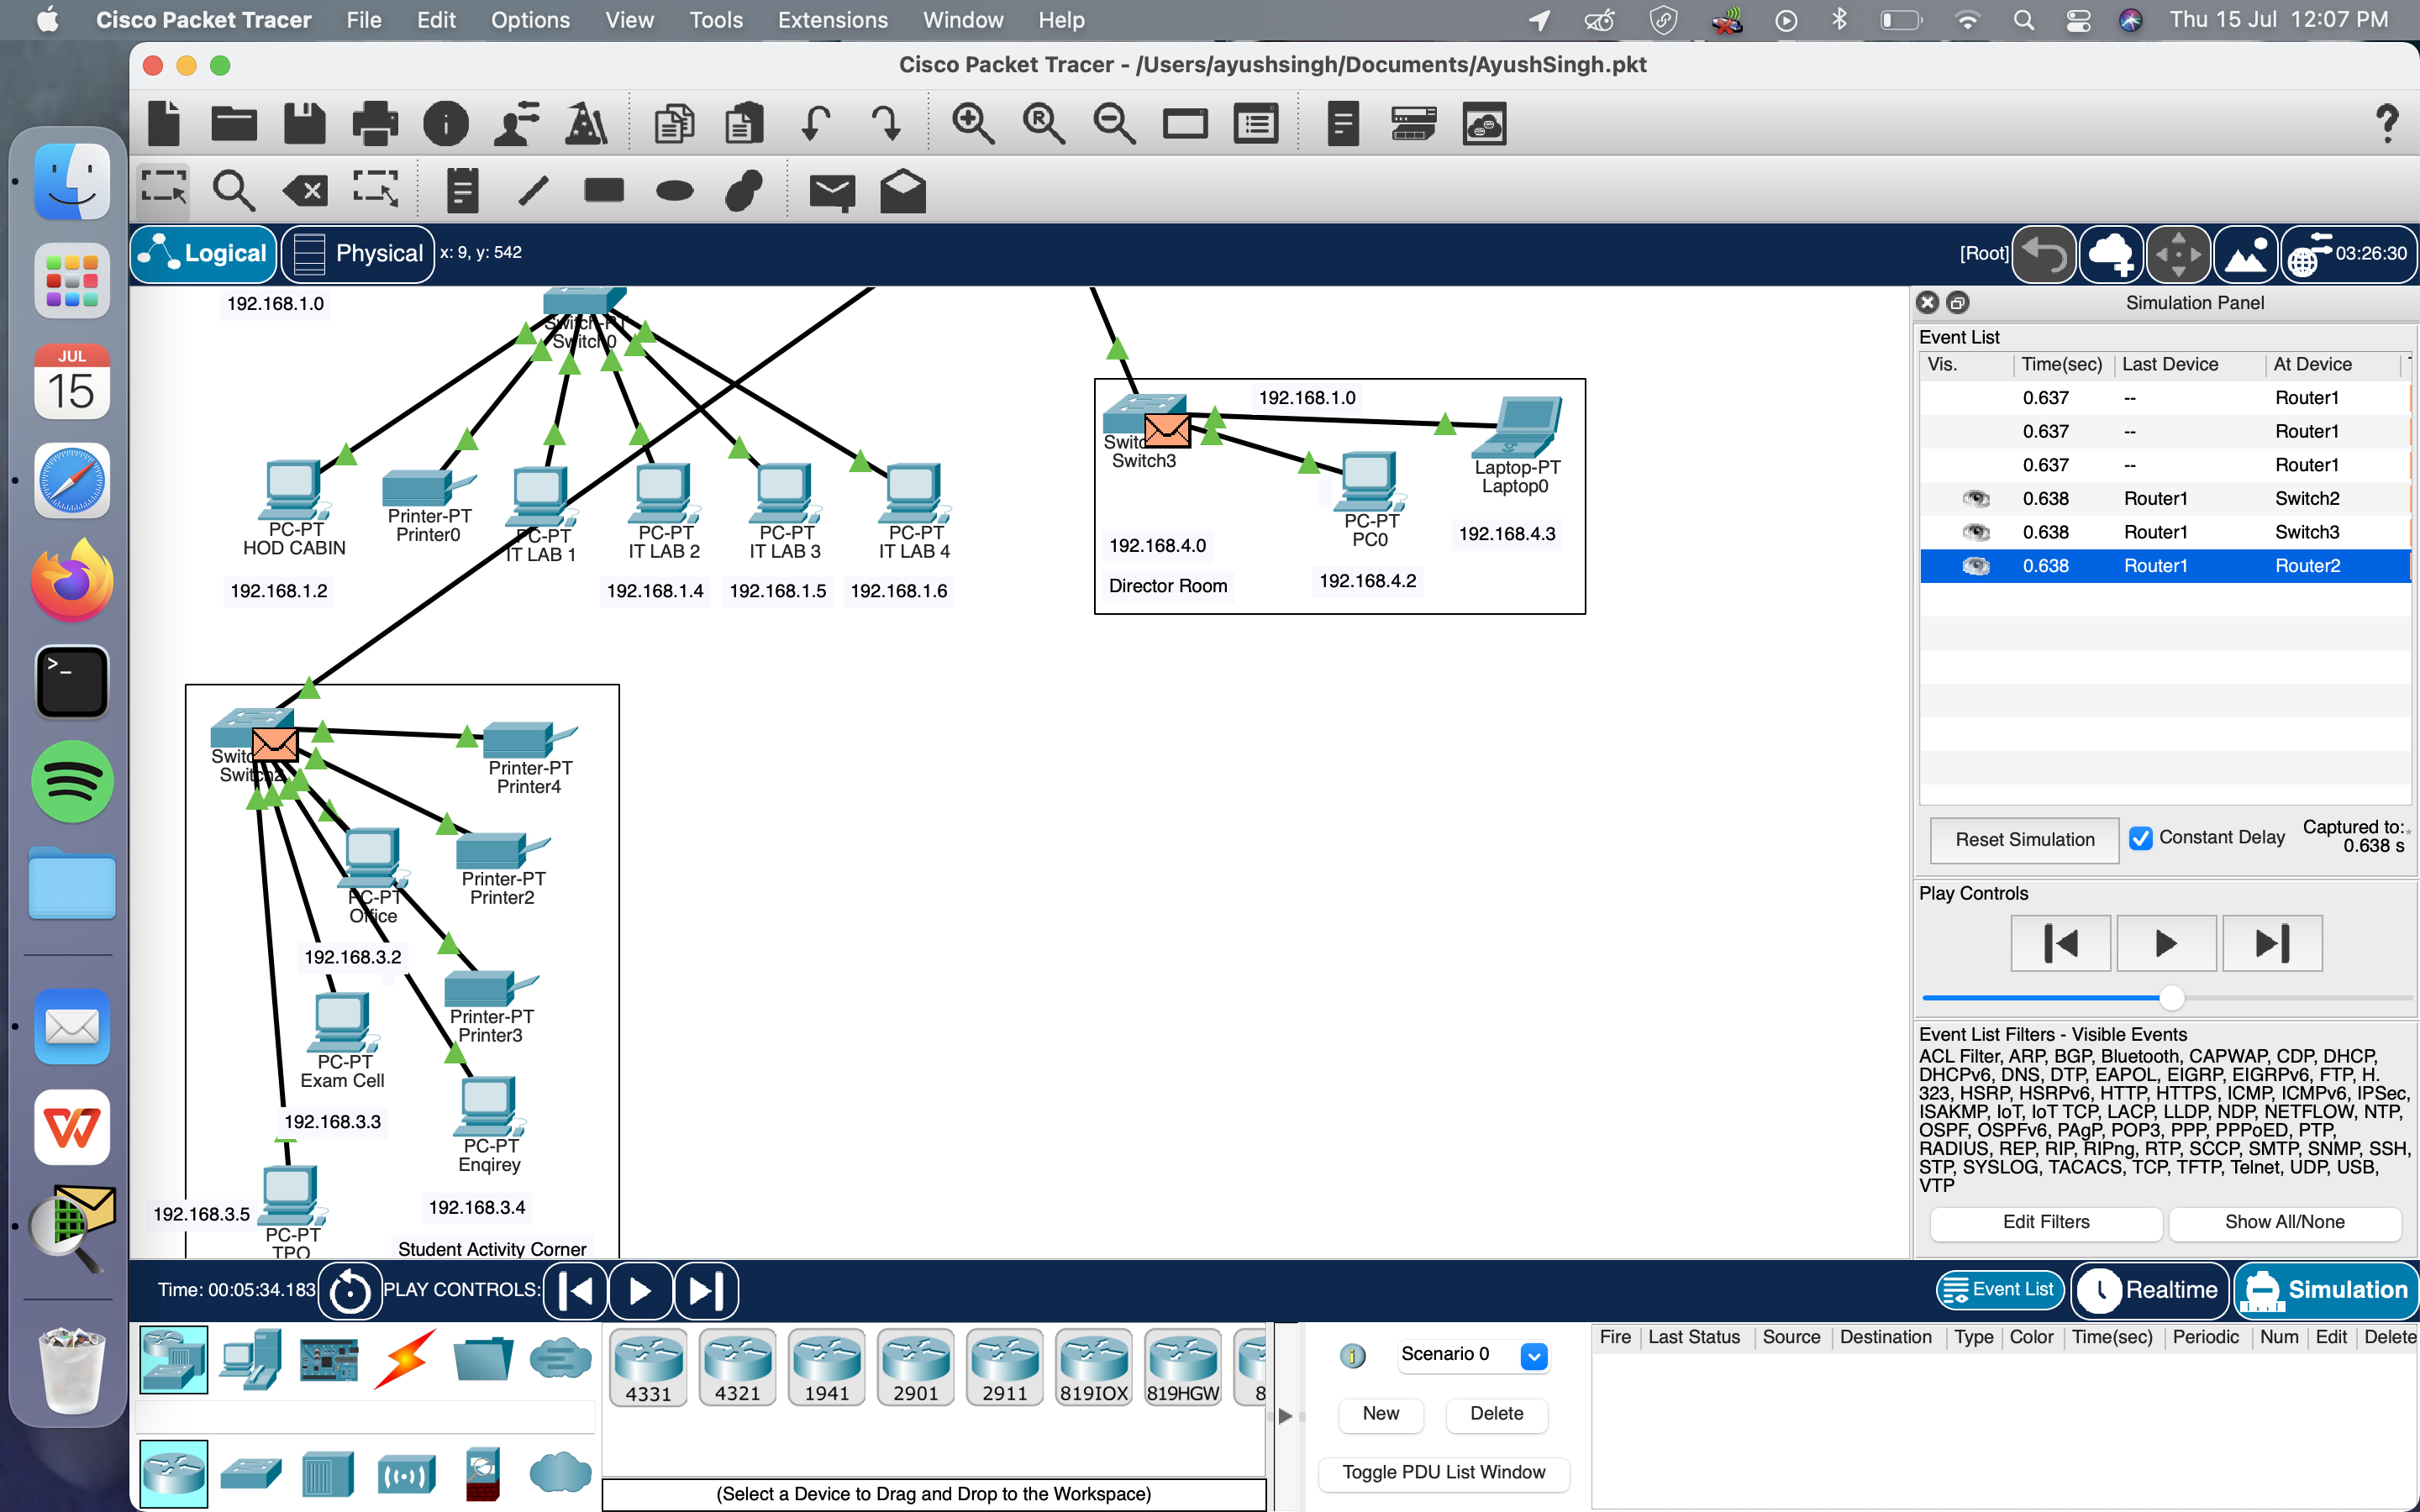 Cisco Packet Tracer File Edit Options View Tools Extensions Window Help Thu 15 Jul 12:07 PM
Cisco Packet Tracer - /Users/ayushsingh/Documents/AyushSingh.pkt
JUL
15
Logical Physical x: 9, y: 542 [Root] 03:26:30
192.168.1.0
Switch-PT
Switch0
PC-PT
HOD CABIN
192.168.1.2
Printer-PT
Printer0
PC-PT
IT LAB 1
PC-PT
IT LAB 2
192.168.1.4
PC-PT
IT LAB 3
192.168.1.5
PC-PT
IT LAB 4
192.168.1.6
192.168.1.0
Switch3
Laptop-PT
Laptop0
192.168.4.3
PC-PT
PC0
192.168.4.2
192.168.4.0
Director Room
Switch2
Printer-PT
Printer4
Printer-PT
Printer2
PC-PT
Office
192.168.3.2
Printer-PT
Printer3
PC-PT
Exam Cell
192.168.3.3
PC-PT
Enqirey
192.168.3.4
192.168.3.5
PC-PT
TPO
Student Activity Corner
Simulation Panel
Event List
Vis. Time(sec) Last Device At Device
0.637 -- Router1
0.637 -- Router1
0.637 -- Router1
0.638 Router1 Switch2
0.638 Router1 Switch3
0.638 Router1 Router2
Reset Simulation Constant Delay Captured to:*
0.638 s
Play Controls
Event List Filters - Visible Events
ACL Filter, ARP, BGP, Bluetooth, CAPWAP, CDP, DHCP,
DHCPv6, DNS, DTP, EAPOL, EIGRP, EIGRPv6, FTP, H.
323, HSRP, HSRPv6, HTTP, HTTPS, ICMP, ICMPv6, IPSec,
ISAKMP, IoT, IoT TCP, LACP, LLDP, NDP, NETFLOW, NTP,
OSPF, OSPFv6, PAgP, POP3, PPP, PPPoED, PTP,
RADIUS, REP, RIP, RIPng, RTP, SCCP, SMTP, SNMP, SSH,
STP, SYSLOG, TACACS, TCP, TFTP, Telnet, UDP, USB,
VTP
Edit Filters Show All/None
Time: 00:05:34.183 PLAY CONTROLS: Event List Realtime Simulation
4331 4321 1941 2901 2911 819IOX 819HGW 8
(Select a Device to Drag and Drop to the Workspace)
Scenario 0
New Delete
Toggle PDU List Window
Fire Last Status Source Destination Type Color Time(sec) Periodic Num Edit Delete